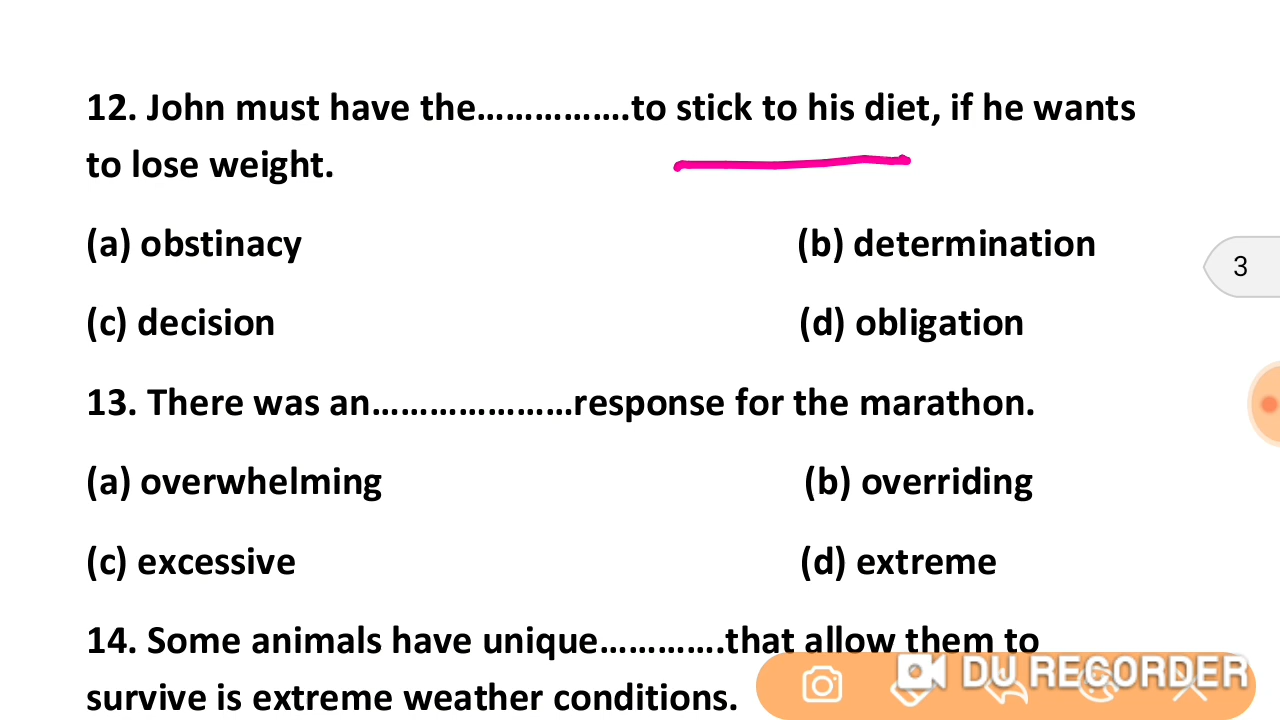 12. John must have the................to stick to his diet, if he wants
to lose weight.
(a) obstinacy (b) determination
3
(c) decision (d) obligation
13. There was an.....................response for the marathon.
(a) overwhelming (b) overriding
(c) excessive (d) extreme
14. Some animals have unique.............that allow them to
DU RECORDER
survive is extreme weather conditions.